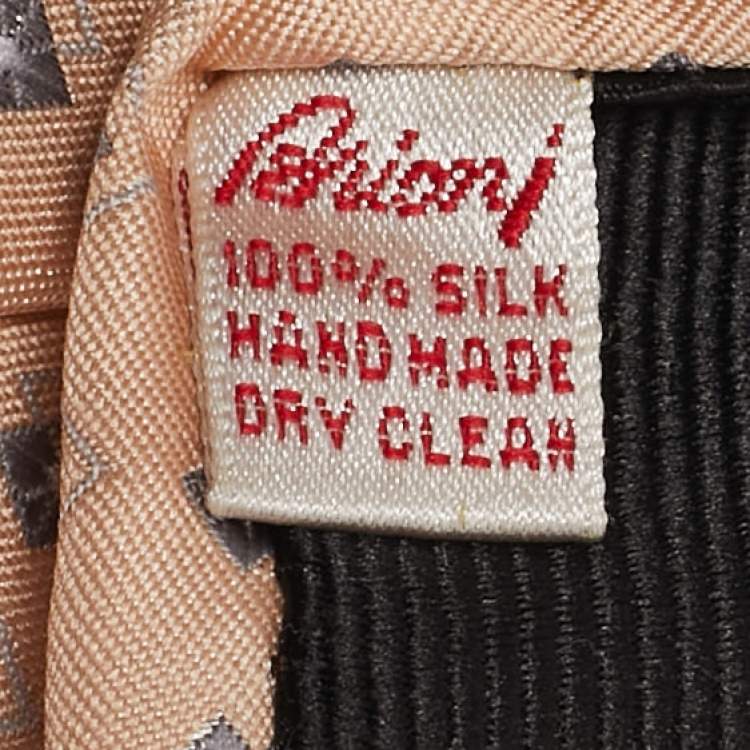 Brioni
100% SILK
HAND MADE
DRY CLEAN